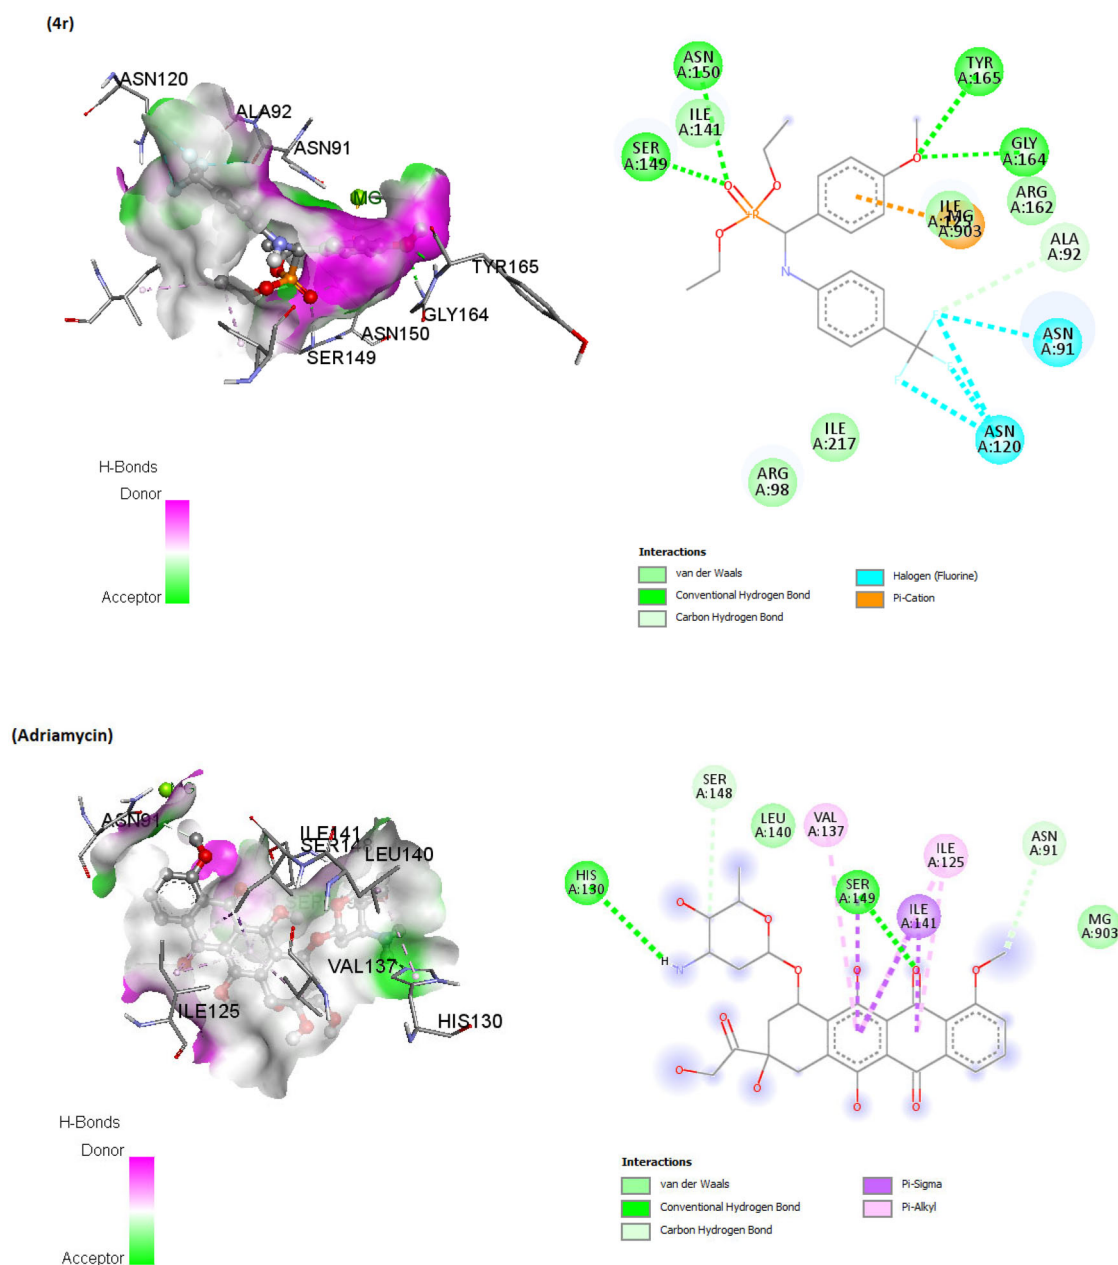 (4r)
ASN120
ALA92
ASN91
MG
TYR165
GLY164
ASN150
SER149
H-Bonds
Donor
Acceptor
ASN
A:150
TYR
A:165
ILE
A:141
SER
A:149
GLY
A:164
ARG
A:162
ILE
MG
A:903
ALA
A:92
ASN
A:91
ASN
A:120
ILE
A:217
ARG
A:98
O
O
O
O
P
N
Interactions
van der Waals
Conventional Hydrogen Bond
Carbon Hydrogen Bond
Halogen (Fluorine)
Pi-Cation
(Adriamycin)
ASN91
ILE141
LEU140
VAL137
ILE125
HIS130
H-Bonds
Donor
Acceptor
SER
A:148
LEU
A:140
VAL
A:137
ILE
A:125
ASN
A:91
HIS
A:130
SER
A:149
ILE
A:141
MG
A:903
H
N
O
O
O
O
O
O
O
O
O
O
O
Interactions
van der Waals
Conventional Hydrogen Bond
Carbon Hydrogen Bond
Pi-Sigma
Pi-Alkyl